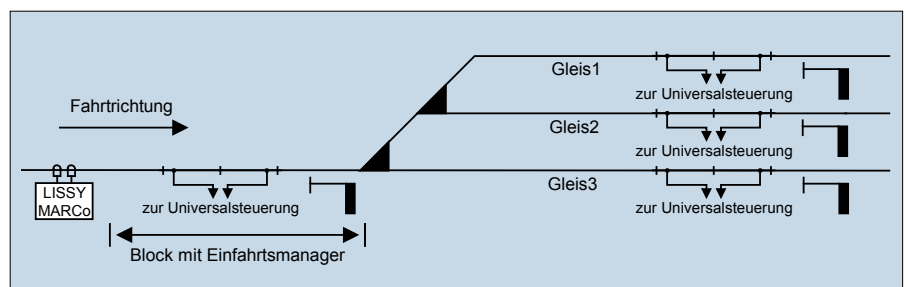 Gleis1
zur Universalsteuerung
Fahrtrichtung
Gleis2
zur Universalsteuerung
LISSY
MARCo
zur Universalsteuerung
Gleis3
zur Universalsteuerung
Block mit Einfahrtsmanager